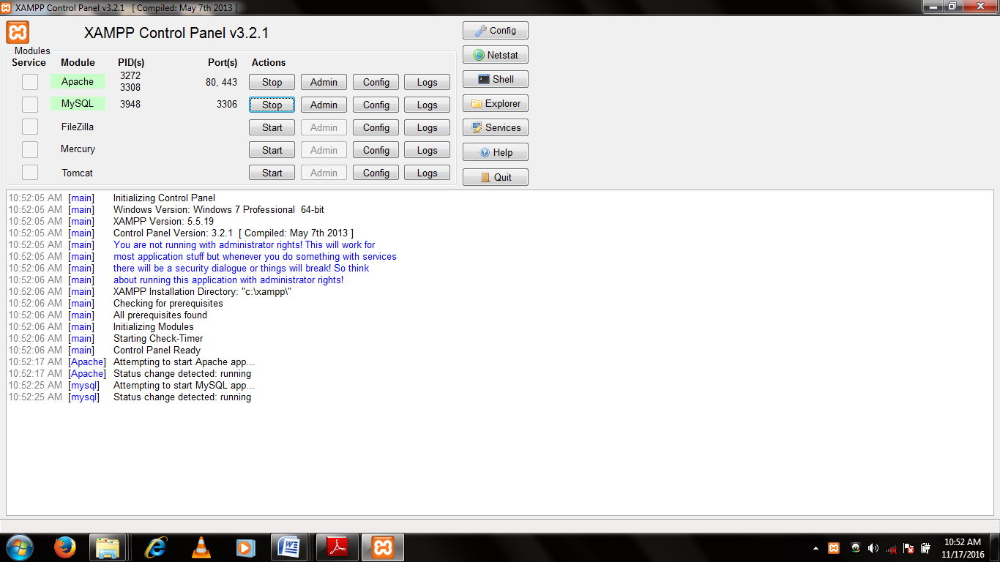 XAMPP Control Panel v3.2.1 [ Compiled: May 7th 2013 ]
XAMPP Control Panel v3.2.1
Modules
Service Module PID(s) Port(s) Actions
Apache 3272 3308 80, 443 Stop Admin Config Logs
MySQL 3948 3306 Stop Admin Config Logs
FileZilla Start Admin Config Logs
Mercury Start Admin Config Logs
Tomcat Start Admin Config Logs
Config
Netstat
Shell
Explorer
Services
Help
Quit
10:52:05 AM [main] Initializing Control Panel
10:52:05 AM [main] Windows Version: Windows 7 Professional 64-bit
10:52:05 AM [main] XAMPP Version: 5.5.19
10:52:05 AM [main] Control Panel Version: 3.2.1 [ Compiled: May 7th 2013 ]
10:52:05 AM [main] You are not running with administrator rights! This will work for
10:52:05 AM [main] most application stuff but whenever you do something with services
10:52:06 AM [main] there will be a security dialogue or things will break! So think
10:52:06 AM [main] about running this application with administrator rights!
10:52:06 AM [main] XAMPP Installation Directory: "c:\xampp\"
10:52:06 AM [main] Checking for prerequisites
10:52:06 AM [main] All prerequisites found
10:52:06 AM [main] Initializing Modules
10:52:06 AM [main] Starting Check-Timer
10:52:06 AM [main] Control Panel Ready
10:52:17 AM [Apache] Attempting to start Apache app...
10:52:17 AM [Apache] Status change detected: running
10:52:25 AM [mysql] Attempting to start MySQL app...
10:52:25 AM [mysql] Status change detected: running
10:52 AM
11/17/2016